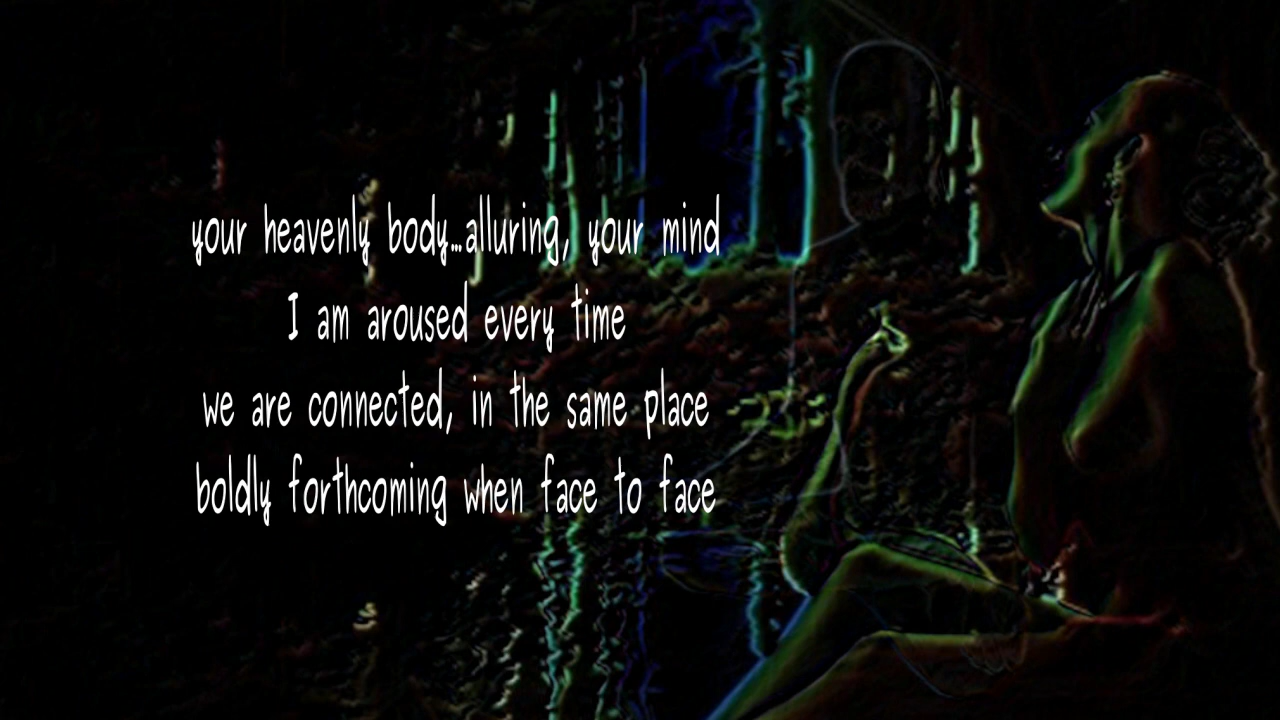 your heavenly body...alluring, your mind
I am aroused every time
we are connected, in the same place
boldly forthcoming when face to face